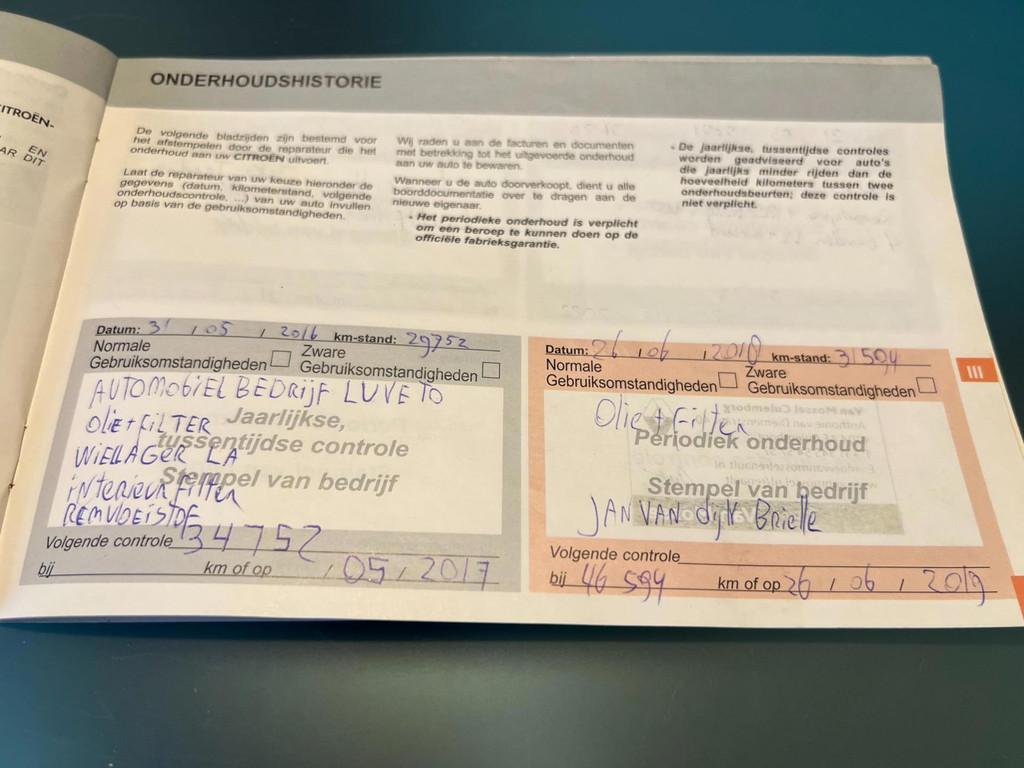 ITROËN-
EN
AR DIT
ONDERHOUDSHISTORIE
De volgende bladzijden zijn bestemd voor
het afstempelen door de reparateur die het
onderhoud aan uw CITROËN uitvoert.
Laat de reparateur van uw keuze hieronder de
gegevens (datum, kilometerstand, volgende
onderhoudscontrole, ...) van uw auto invullen
op basis van de gebruiksomstandigheden.
Wij raden u aan de facturen en documenten
met betrekking tot het uitgevoerde onderhoud
aan uw auto te bewaren.
Wanneer u de auto doorverkoopt, dient u alle
boorddocumentatie over te dragen aan de
nieuwe eigenaar.
• Het periodieke onderhoud is verplicht
om een beroep te kunnen doen op de
officiële fabrieksgarantie.
• De jaarlijkse, tussentijdse controles
worden geadviseerd voor auto's
die jaarlijks minder rijden dan de
hoeveelheid kilometers tussen twee
onderhoudsbeurten; deze controle is
niet verplicht.
Datum: 31 / 05 / 2016 km-stand: 29752
Normale Gebruiksomstandigheden
Zware Gebruiksomstandigheden
AUTOMOBIEL BEDRIJF LUVETO
OLIE + FILTER
Jaarlijkse,
tussentijdse controle
WIELLAGER LA
Stempel van bedrijf
INTERIEUR FILTER
REMVLOEISTOF
Volgende controle 34752
bij km of op / 05 / 2017
Datum: 26 / 06 / 2018 km-stand: 31594
Normale Gebruiksomstandigheden
Zware Gebruiksomstandigheden
Olie + Filter
Periodiek onderhoud
Stempel van bedrijf
JAN VAN dijk Brielle
Volgende controle
bij 46 594 km of op 26 / 06 / 2019
III